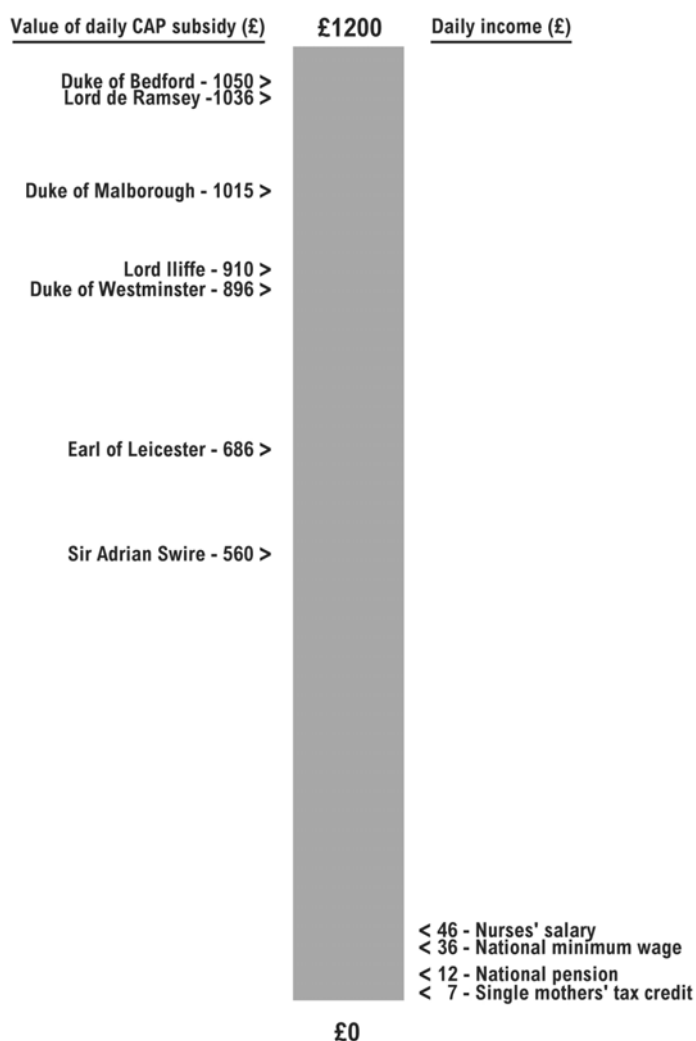 Value of daily CAP subsidy (£)
£1200
Daily income (£)
Duke of Bedford - 1050 >
Lord de Ramsey -1036 >
Duke of Malborough - 1015 >
Lord Iliffe - 910 >
Duke of Westminster - 896 >
Earl of Leicester - 686 >
Sir Adrian Swire - 560 >
< 46 - Nurses' salary
< 36 - National minimum wage
< 12 - National pension
< 7 - Single mothers' tax credit
£0